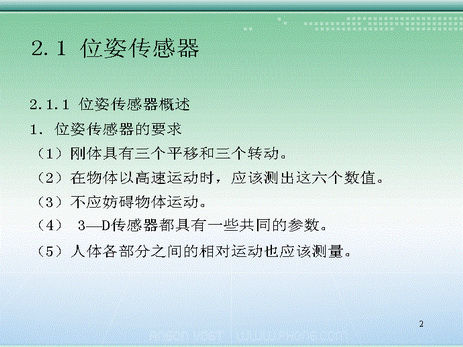 2.1 位姿传感器
2.1.1 位姿传感器概述
1．位姿传感器的要求
（1）刚体具有三个平移和三个转动。
（2）在物体以高速运动时，应该测出这六个数值。
（3）不应妨碍物体运动。
（4） 3—D传感器都具有一些共同的参数。
（5）人体各部分之间的相对运动也应该测量。
2